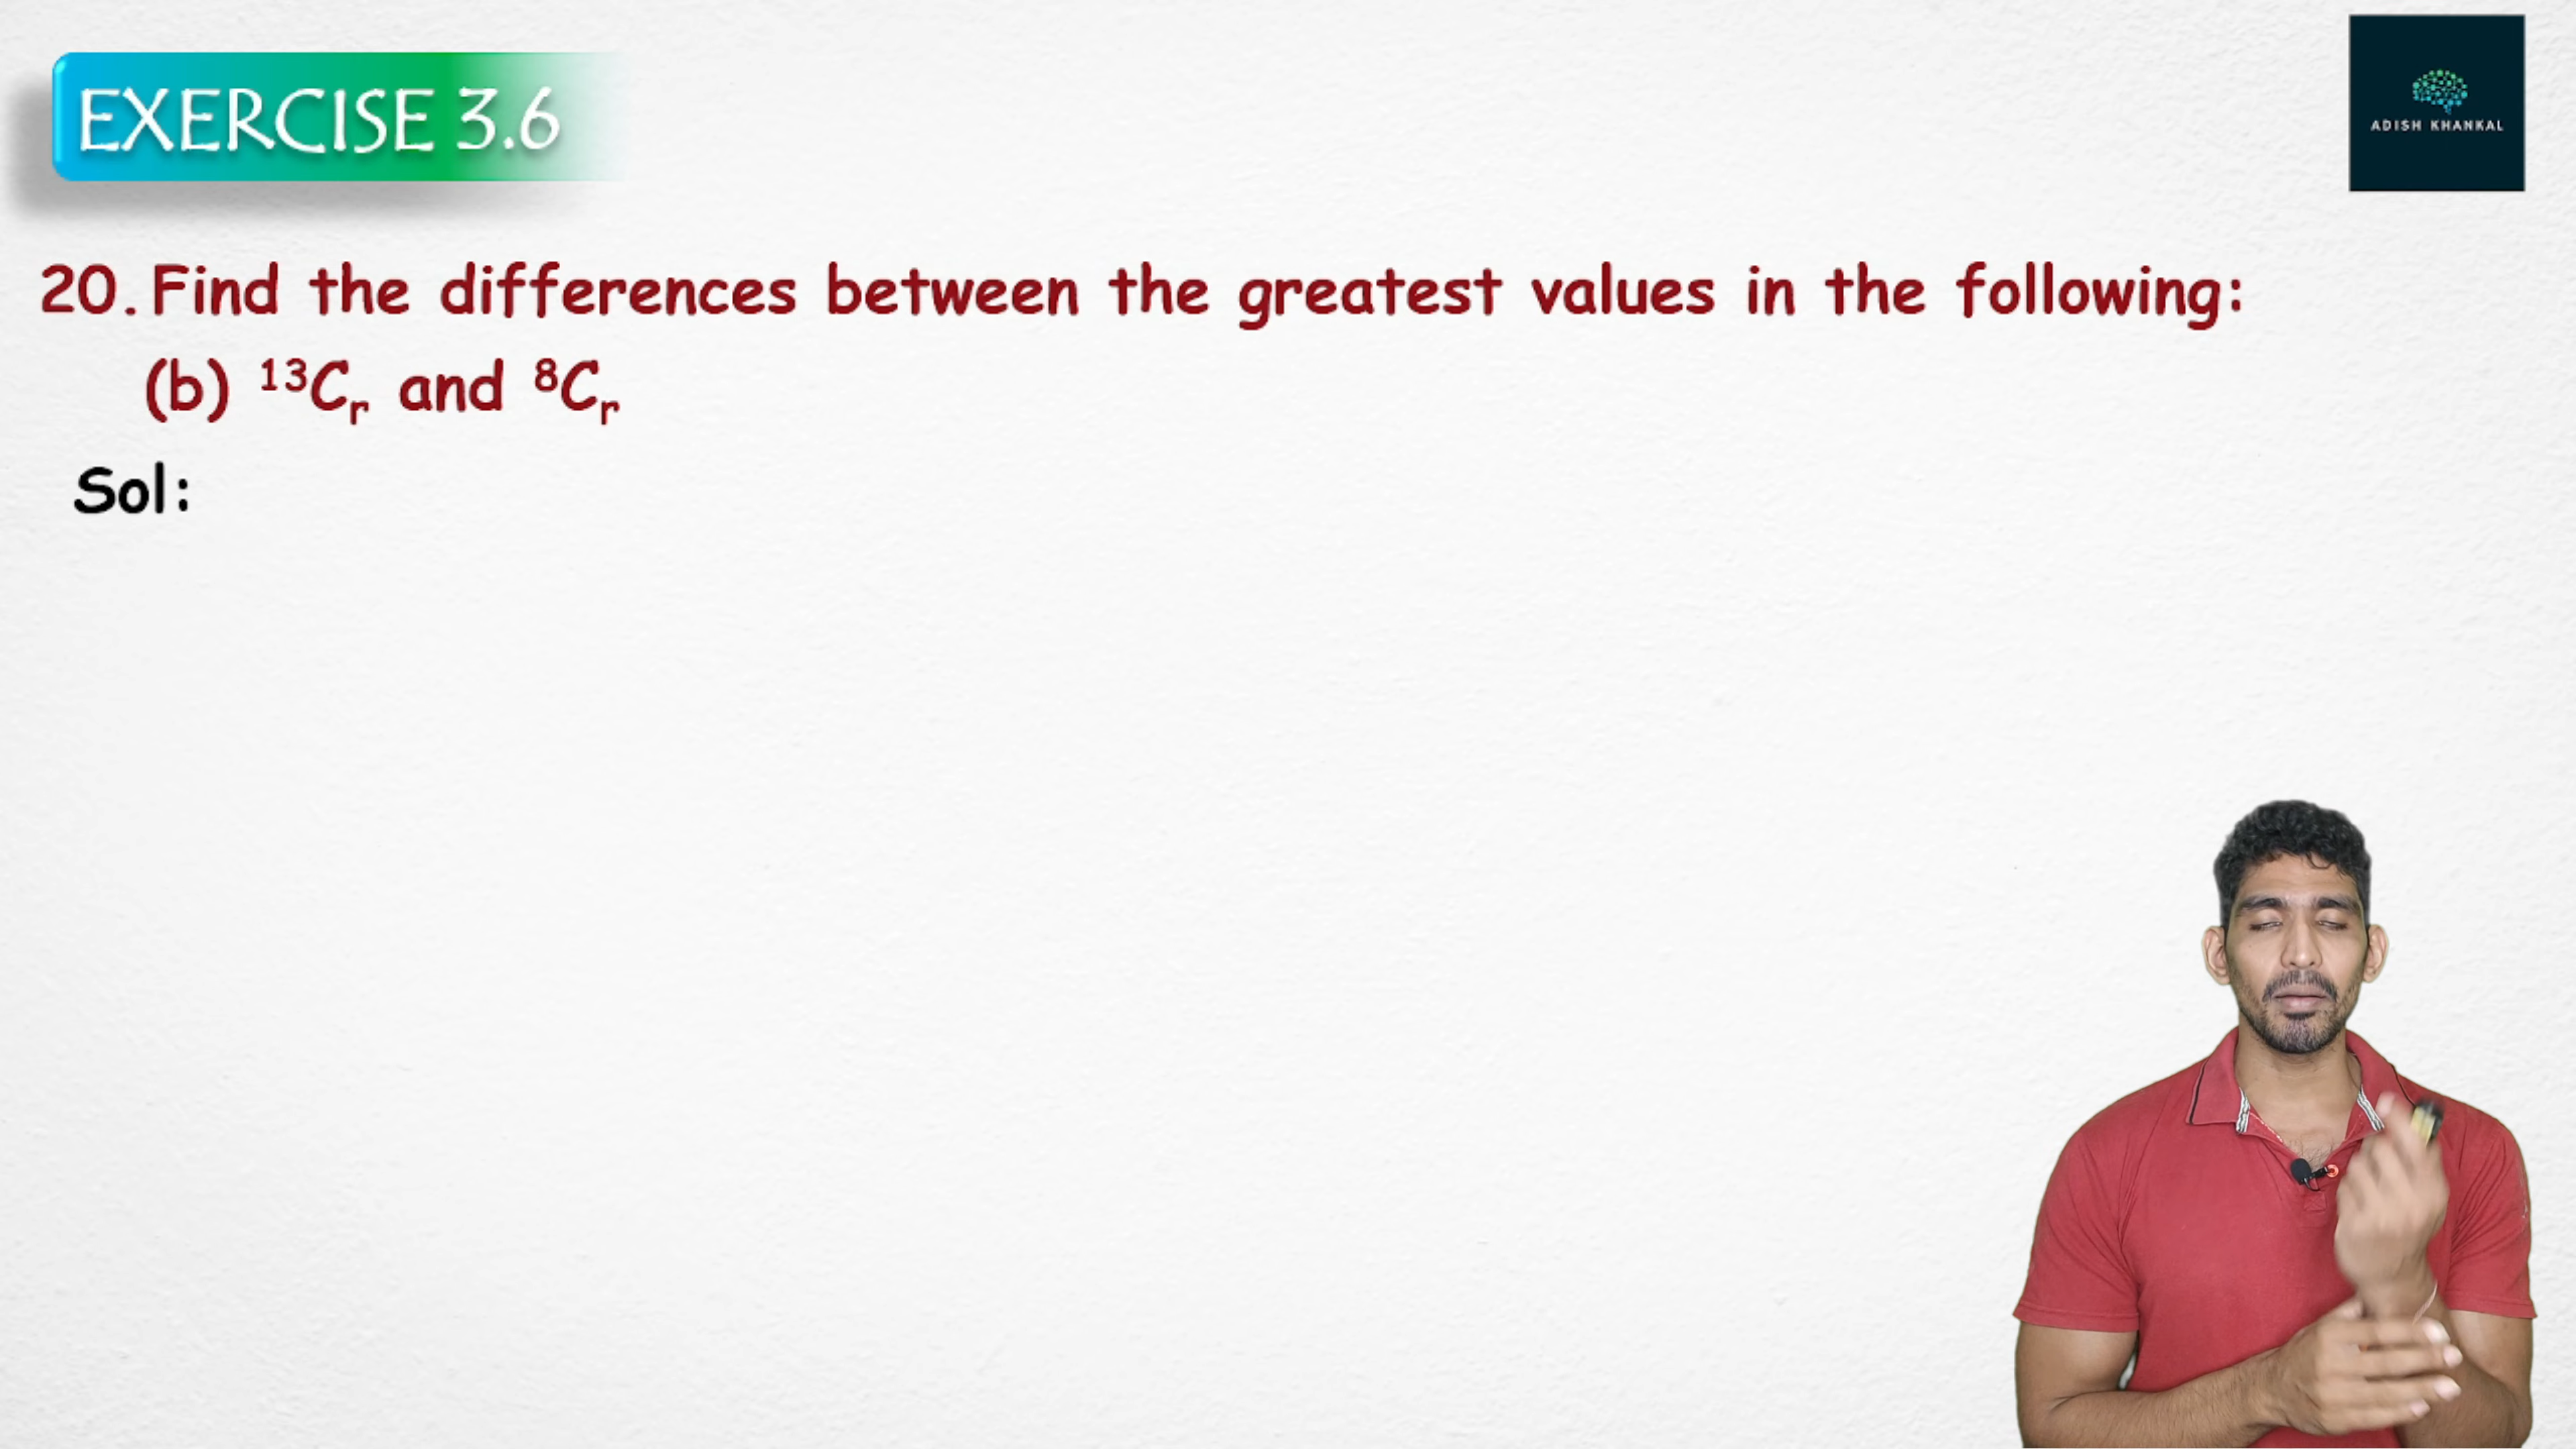 EXERCISE 3.6
ADISH KHANKAL
20. Find the differences between the greatest values in the following:
(b) ¹³Cᵣ and ⁸Cᵣ
Sol: